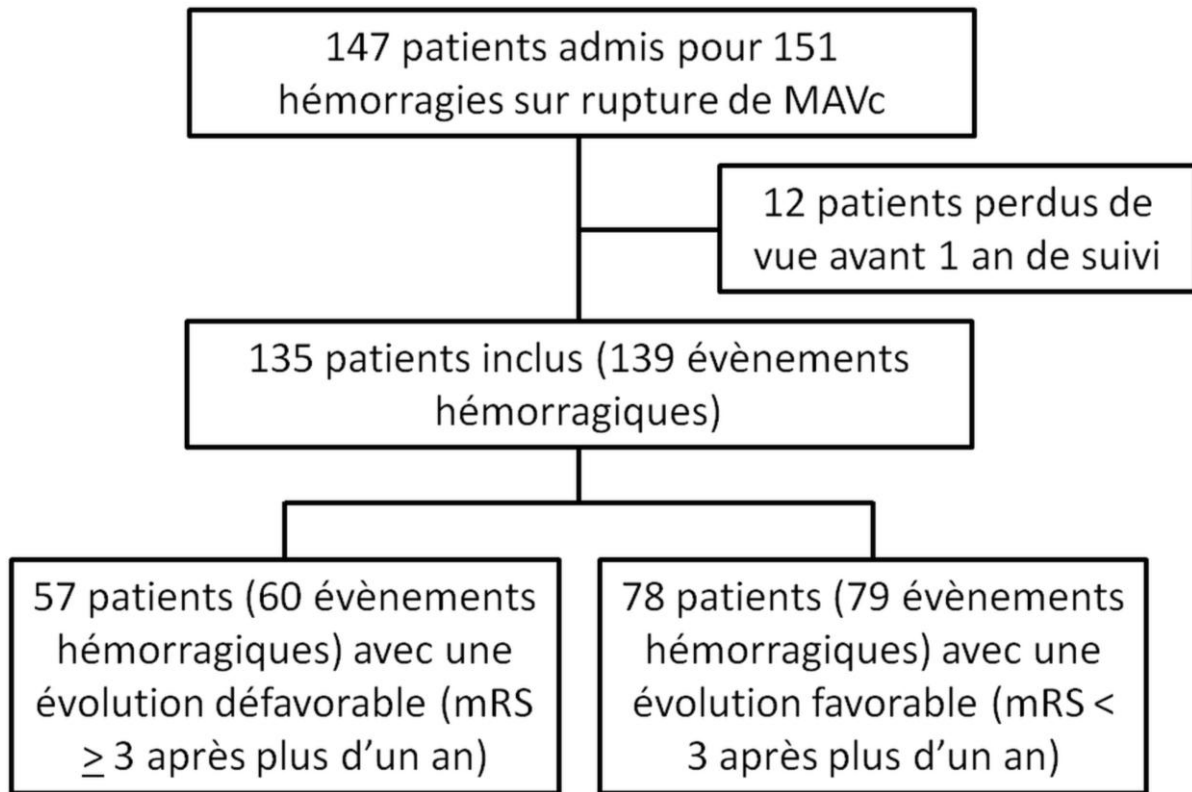 147 patients admis pour 151
hémorragies sur rupture de MAVc
12 patients perdus de
vue avant 1 an de suivi
135 patients inclus (139 évènements
hémorragiques)
57 patients (60 évènements
hémorragiques) avec une
évolution défavorable (mRS
≥ 3 après plus d’un an)
78 patients (79 évènements
hémorragiques) avec une
évolution favorable (mRS <
3 après plus d’un an)